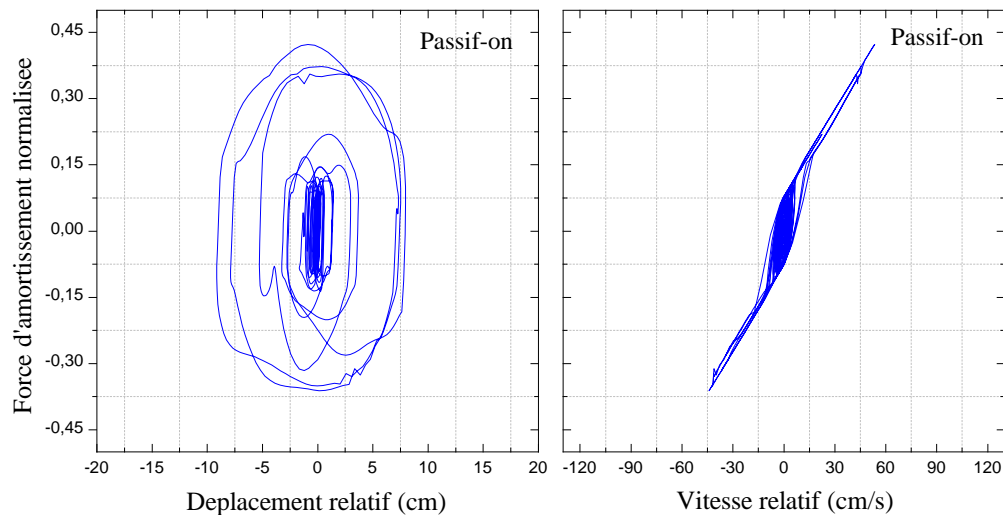 Passif-on
Passif-on
Force d'amortissement normalisee
0,45
0,30
0,15
0,00
-0,15
-0,30
-0,45
-20 -15 -10 -5 0 5 10 15 20
-120 -90 -60 -30 0 30 60 90 120
Deplacement relatif (cm)
Vitesse relatif (cm/s)